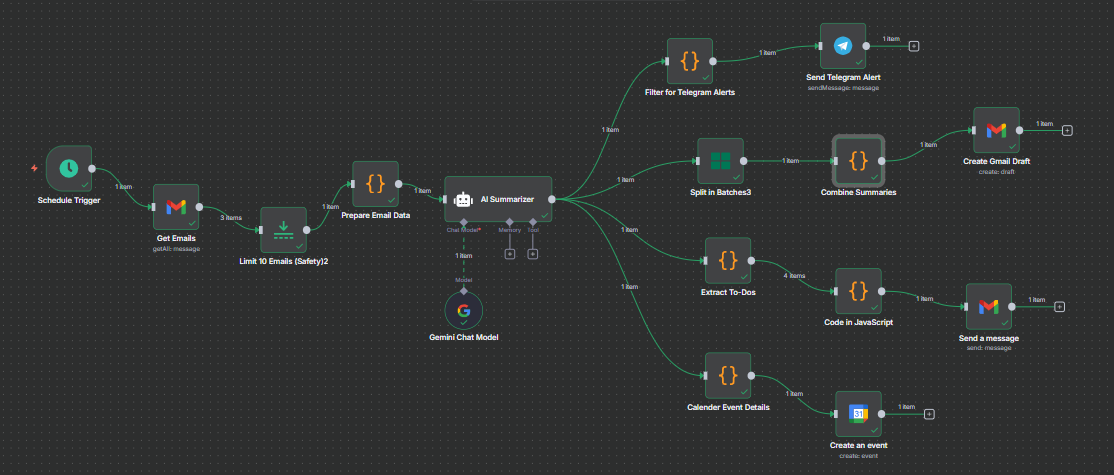 Schedule Trigger
1 item
Get Emails
getAll: message
3 items
Limit 10 Emails (Safety)2
1 item
Prepare Email Data
1 item
AI Summarizer
Chat Model*
Memory
Tool
1 item
Model
Gemini Chat Model
1 item
Filter for Telegram Alerts
1 item
Send Telegram Alert
sendMessage: message
1 item
1 item
Split in Batches3
1 item
Combine Summaries
1 item
Create Gmail Draft
create: draft
1 item
1 item
Extract To-Dos
4 items
Code in JavaScript
1 item
Send a message
send: message
1 item
1 item
Calender Event Details
1 item
31
Create an event
create: event
1 item